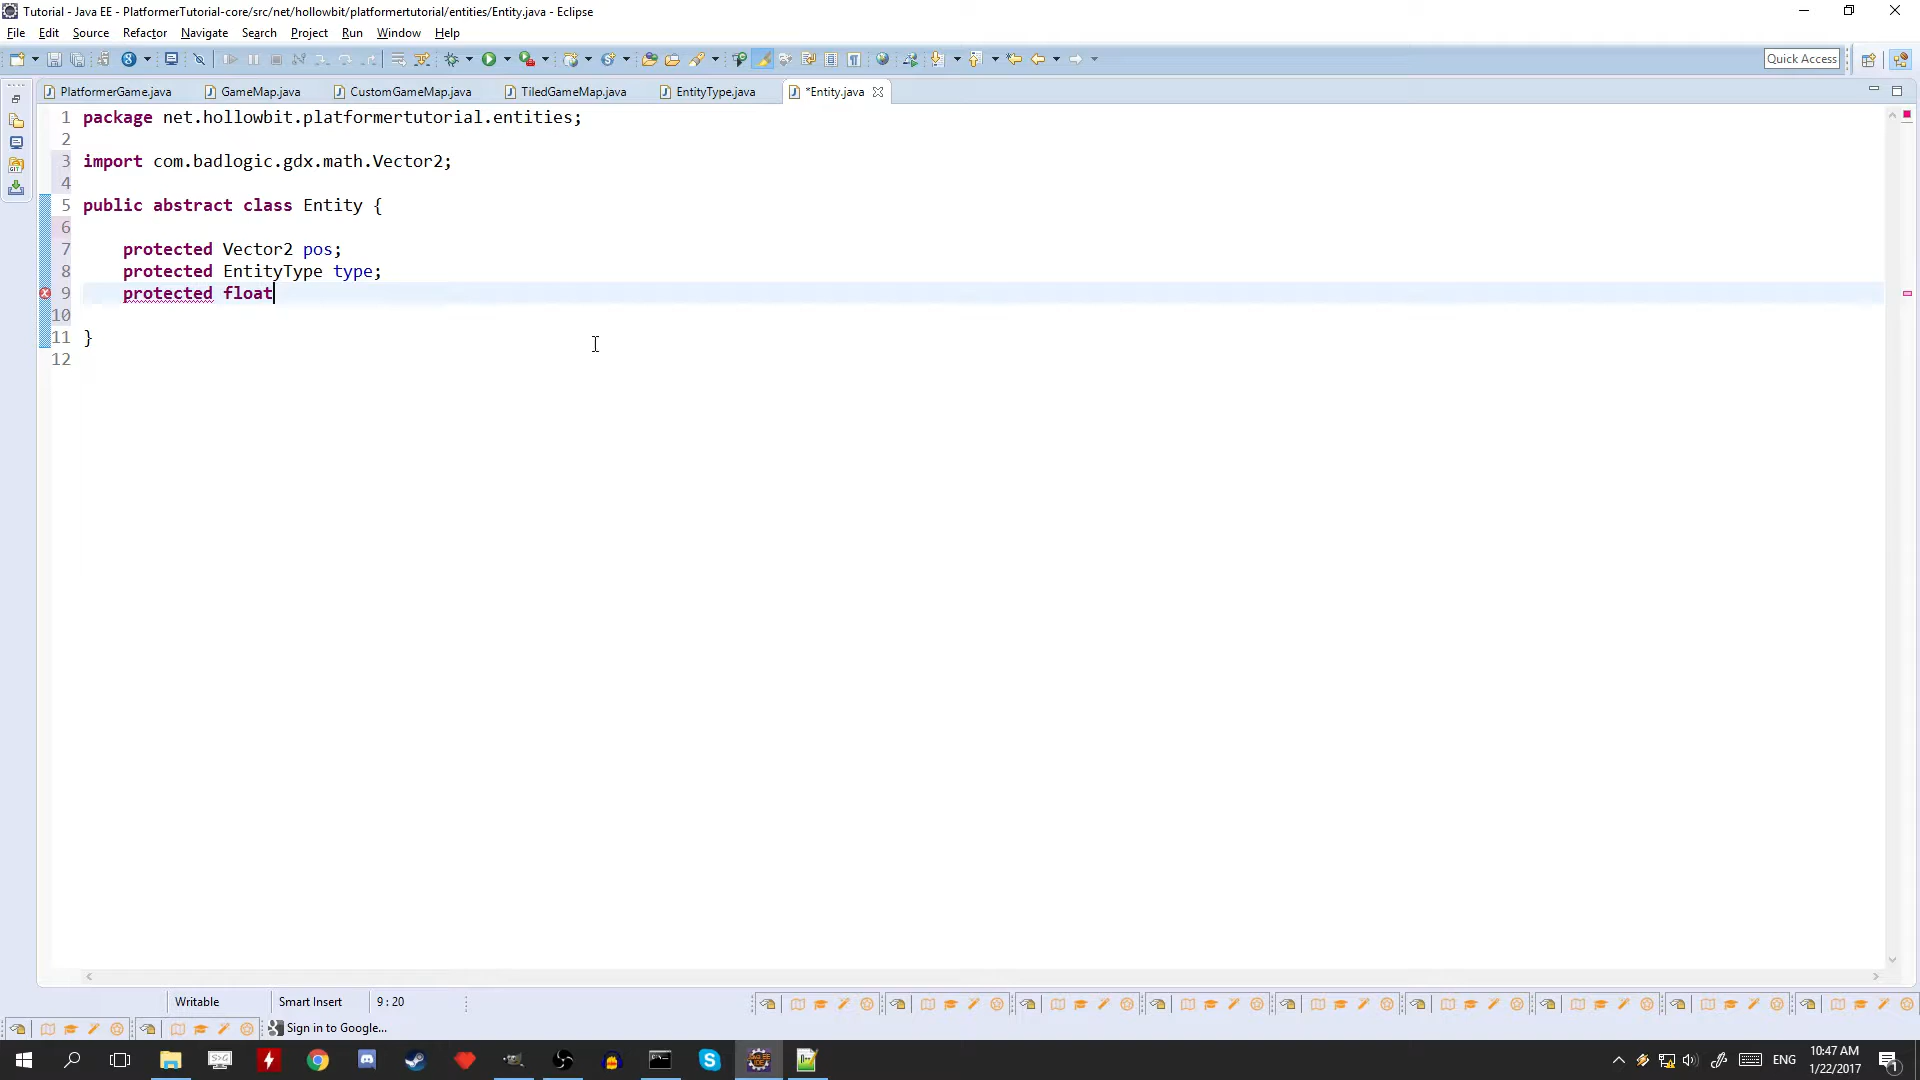 Tutorial - Java EE - PlatformerTutorial-core/src/net/hollowbit/platformertutorial/entities/Entity.java - Eclipse
File Edit Source Refactor Navigate Search Project Run Window Help
Quick Access
PlatformerGame.java GameMap.java CustomGameMap.java TiledGameMap.java EntityType.java *Entity.java
1 package net.hollowbit.platformertutorial.entities;
2
3 import com.badlogic.gdx.math.Vector2;
4
5 public abstract class Entity {
6
7 protected Vector2 pos;
8 protected EntityType type;
9 protected float
10
11 }
12
Writable Smart Insert 9 : 20
Sign in to Google...
ENG 10:47 AM
1/22/2017